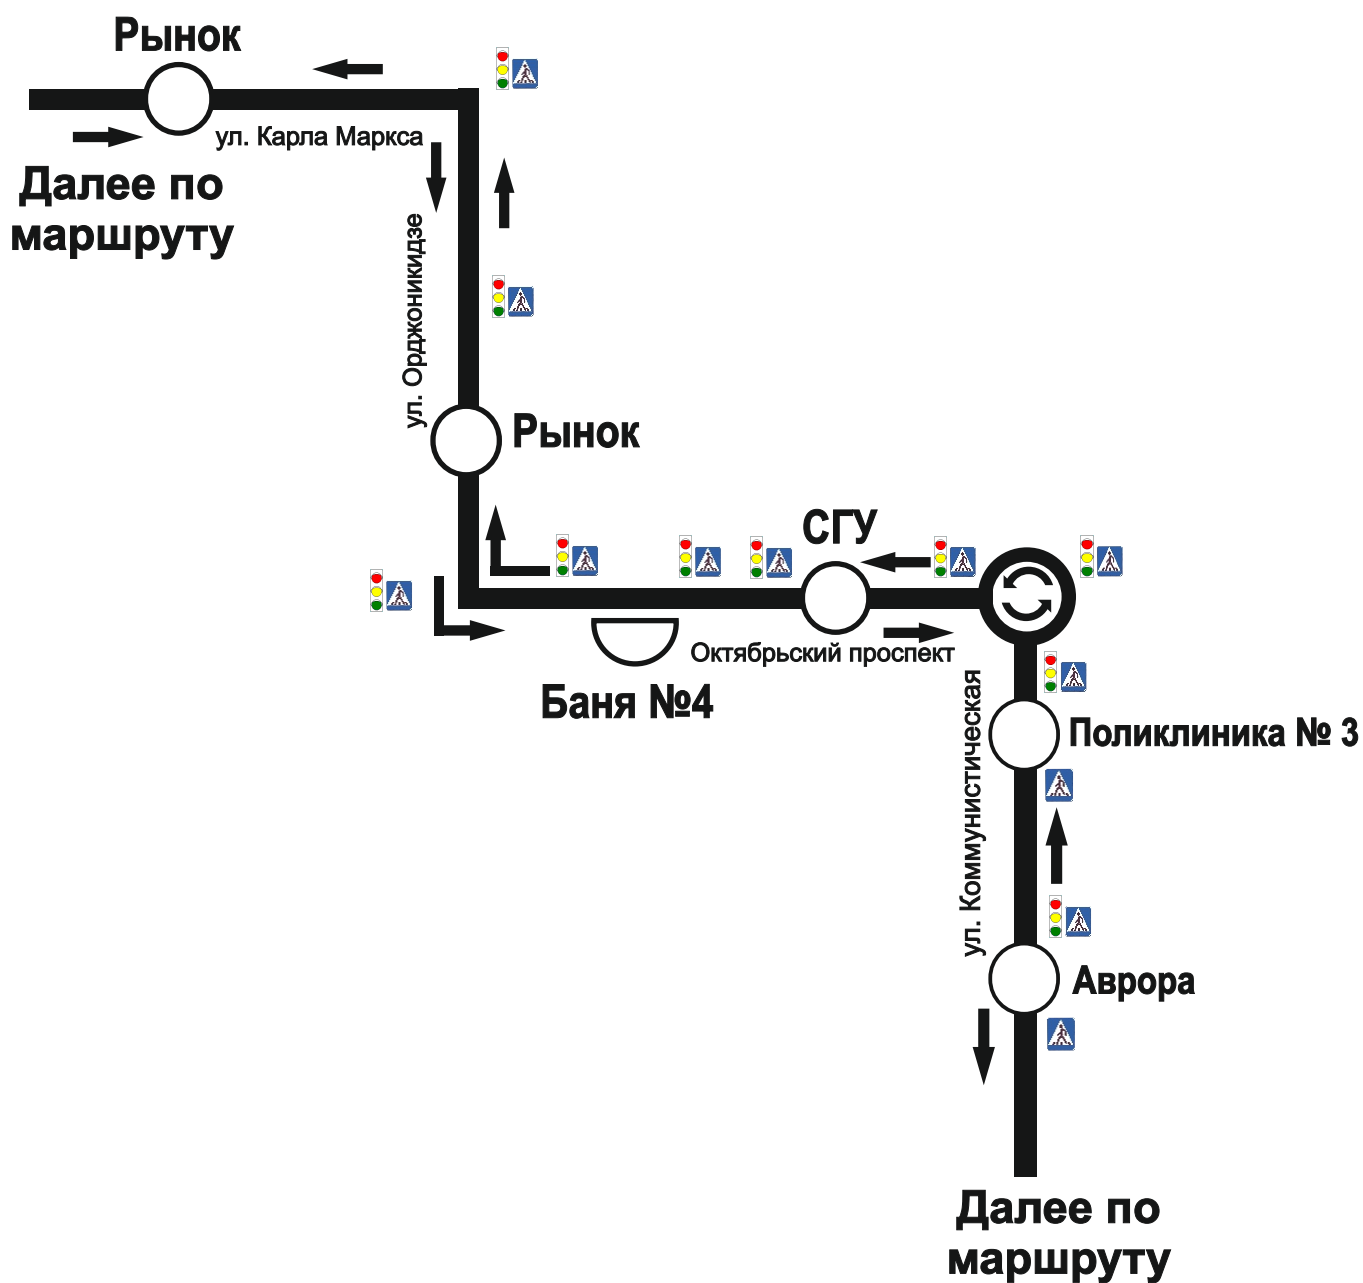 Рынок
ул. Карла Маркса
Далее по
маршруту
ул. Орджоникидзе
Рынок
СГУ
Октябрьский проспект
Баня №4
ул. Коммунистическая
Поликлиника № 3
Аврора
Далее по
маршруту